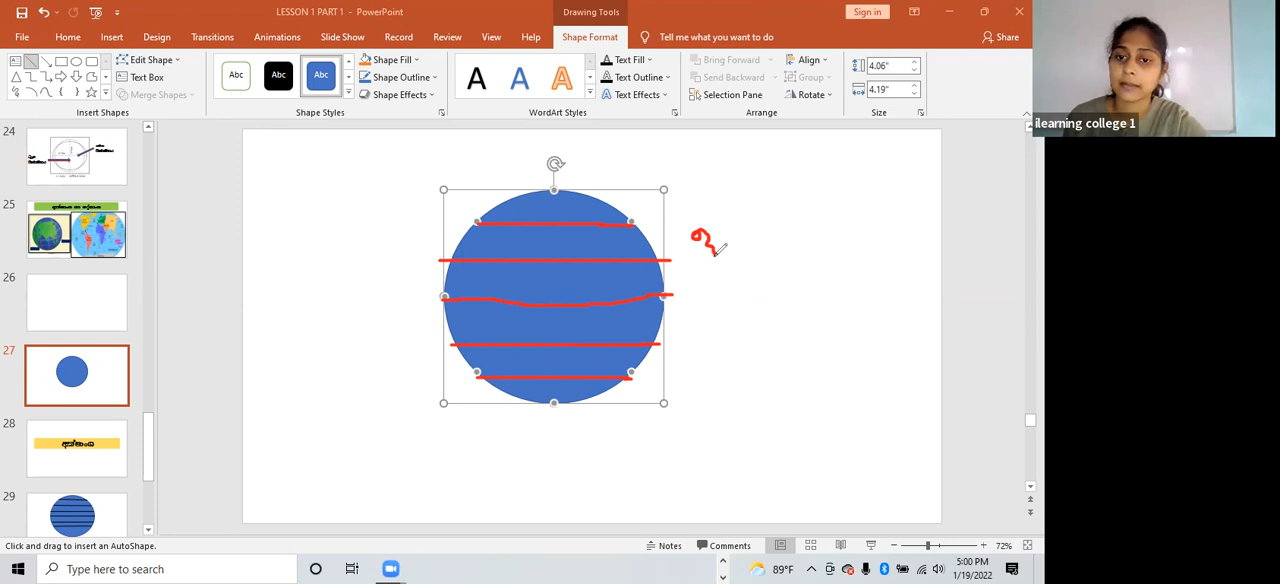 LESSON 1 PART 1 - PowerPoint
Drawing Tools
Sign in
File Home Insert Design Transitions Animations Slide Show Record Review View Help Shape Format Tell me what you want to do Share
Edit Shape
Text Box
Merge Shapes
Insert Shapes
Abc Abc Abc
Shape Fill
Shape Outline
Shape Effects
Shape Styles
A A A
Text Fill
Text Outline
Text Effects
WordArt Styles
Bring Forward
Send Backward
Selection Pane
Align
Group
Rotate
Arrange
4.06"
4.19"
Size
ilearning college 1
24
25
26
27
28
අක්ෂාංශ
29
Click and drag to insert an AutoShape.
Notes Comments 72%
Type here to search
89°F
5:00 PM
1/19/2022